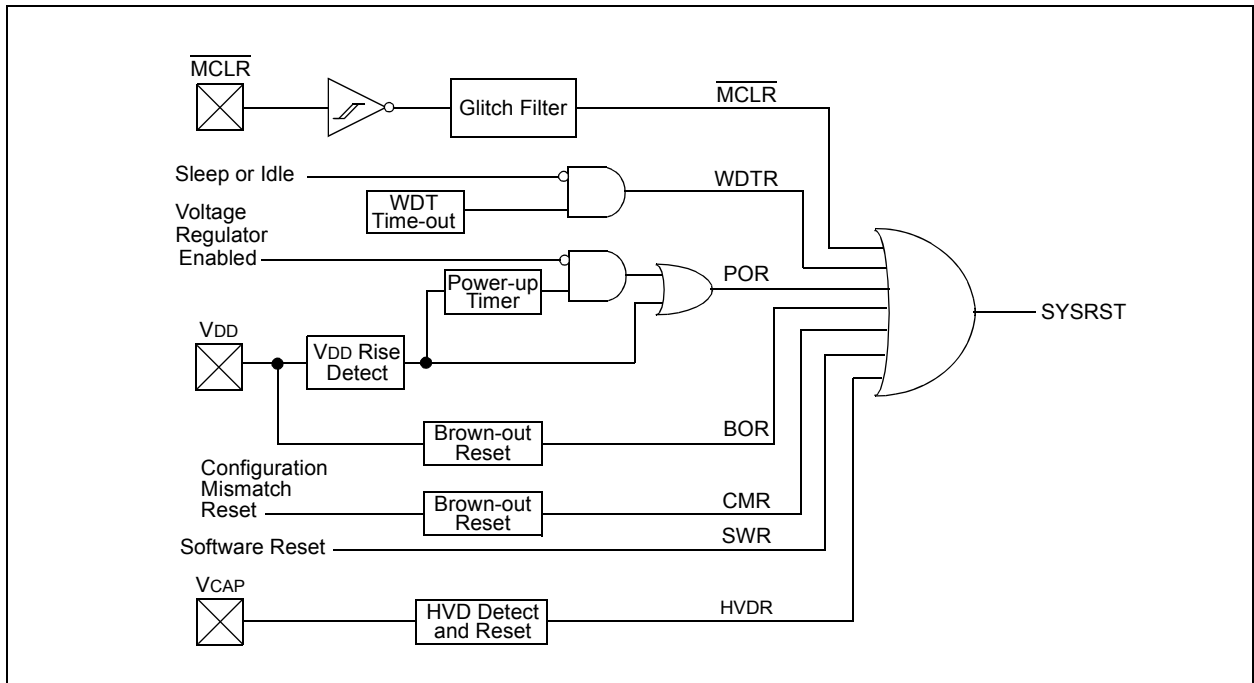 MCLR
Glitch Filter
MCLR
Sleep or Idle
WDTR
WDT
Time-out
Voltage
Regulator
Enabled
Power-up
Timer
POR
SYSRST
VDD
VDD Rise
Detect
Brown-out
Reset
BOR
Configuration
Mismatch
Reset
Brown-out
Reset
CMR
Software Reset
SWR
VCAP
HVD Detect
and Reset
HVDR